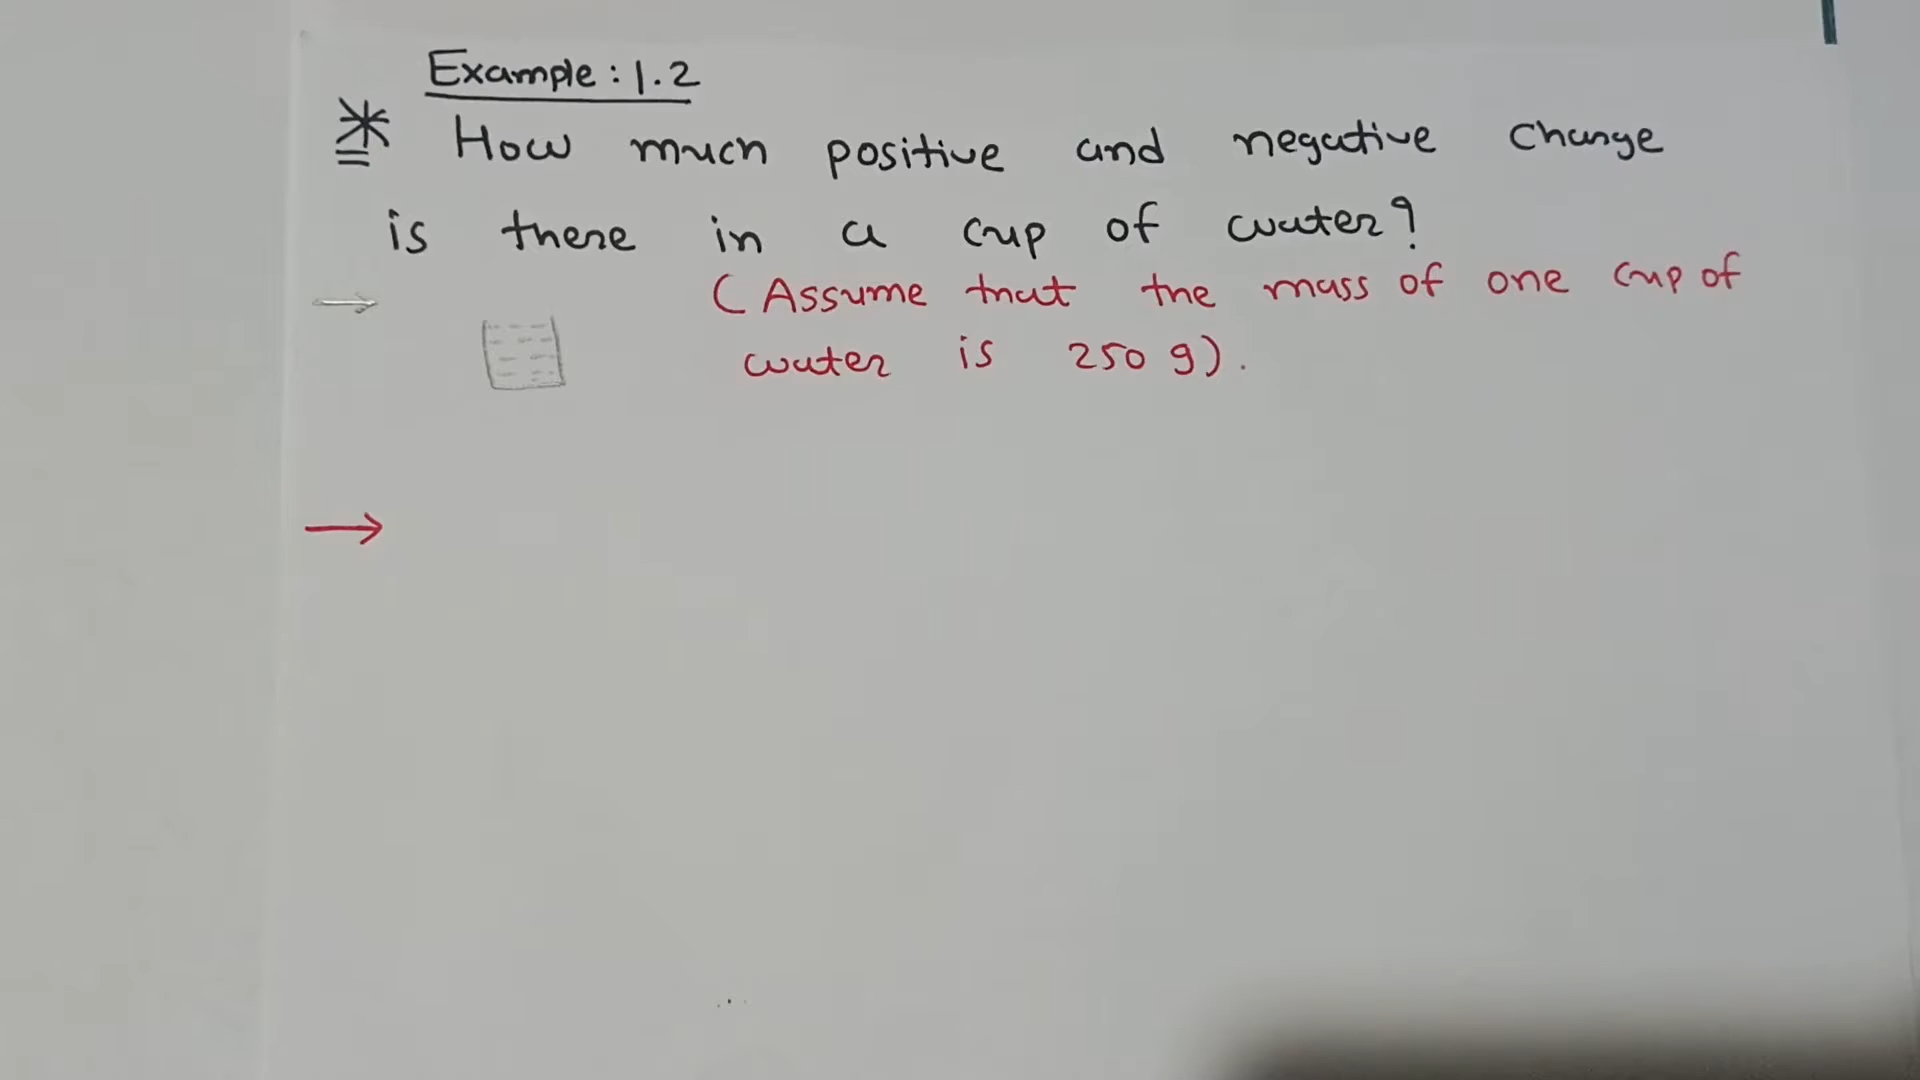 Example : 1.2
* How much positive and negative change
is there in a cup of water?
(Assume that the mass of one cup of
water is 250 g).